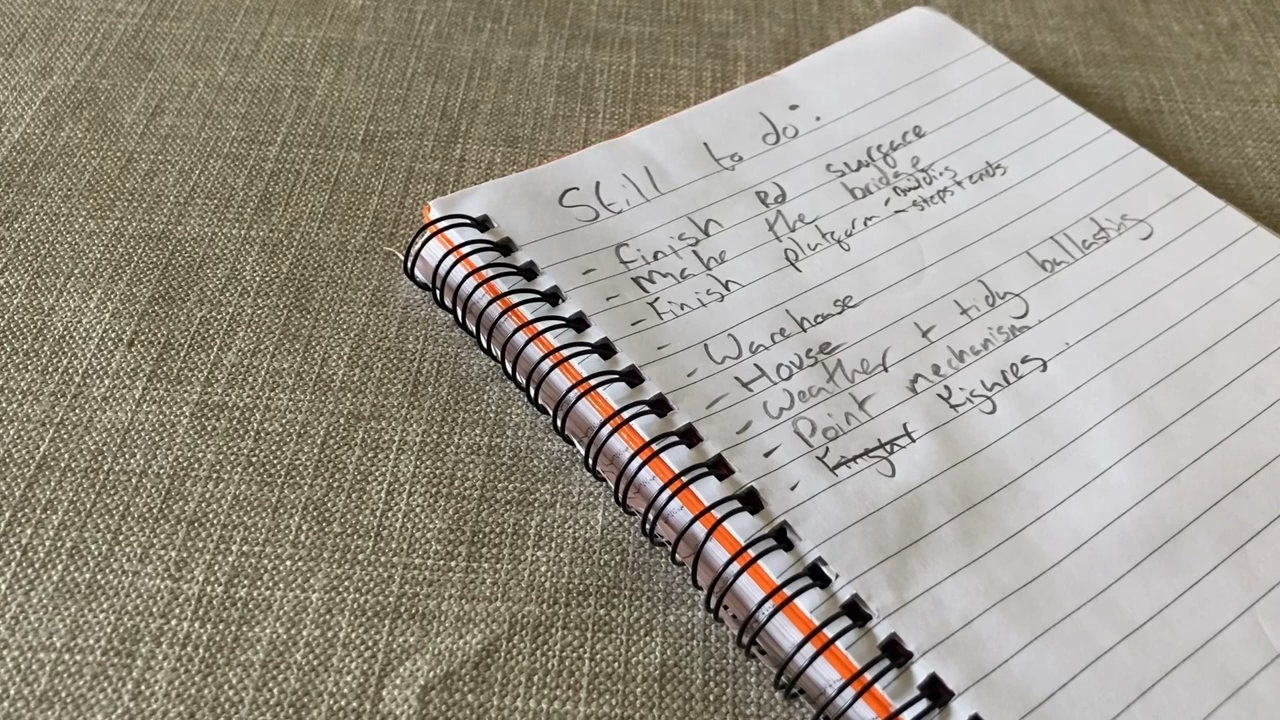 Still to do:
- Finish Rd surface
- Make the bridge
- Finish platform - building
- steps + ends
- Warehouse
- House
- Weather + tidy ballasting
- Point mechanism.
- Figures.